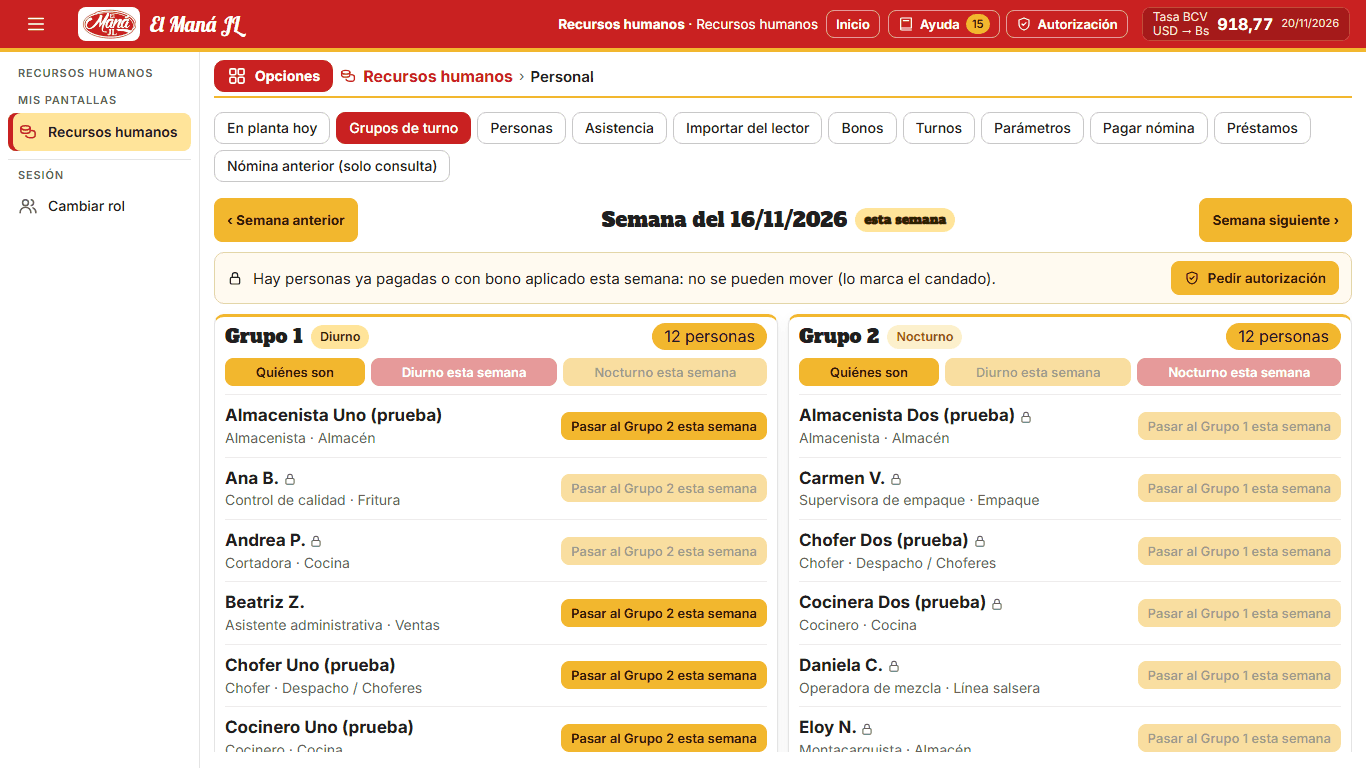 El Maná JL
El Maná JL
Recursos humanos · Recursos humanos
Inicio
Ayuda 15
Autorización
Tasa BCV
USD → Bs
918,77
20/11/2026
RECURSOS HUMANOS
MIS PANTALLAS
Recursos humanos
SESIÓN
Cambiar rol
Opciones
Recursos humanos › Personal
En planta hoy
Grupos de turno
Personas
Asistencia
Importar del lector
Bonos
Turnos
Parámetros
Pagar nómina
Préstamos
Nómina anterior (solo consulta)
‹ Semana anterior
Semana del 16/11/2026 esta semana
Semana siguiente ›
Hay personas ya pagadas o con bono aplicado esta semana: no se pueden mover (lo marca el candado).
Pedir autorización
Grupo 1 Diurno 12 personas
Quiénes son
Diurno esta semana
Nocturno esta semana
Almacenista Uno (prueba)
Almacenista · Almacén
Pasar al Grupo 2 esta semana
Ana B.
Control de calidad · Fritura
Pasar al Grupo 2 esta semana
Andrea P.
Cortadora · Cocina
Pasar al Grupo 2 esta semana
Beatriz Z.
Asistente administrativa · Ventas
Pasar al Grupo 2 esta semana
Chofer Uno (prueba)
Chofer · Despacho / Choferes
Pasar al Grupo 2 esta semana
Cocinero Uno (prueba)
Cocinero · Cocina
Pasar al Grupo 2 esta semana
Grupo 2 Nocturno 12 personas
Quiénes son
Diurno esta semana
Nocturno esta semana
Almacenista Dos (prueba)
Almacenista · Almacén
Pasar al Grupo 1 esta semana
Carmen V.
Supervisora de empaque · Empaque
Pasar al Grupo 1 esta semana
Chofer Dos (prueba)
Chofer · Despacho / Choferes
Pasar al Grupo 1 esta semana
Cocinera Dos (prueba)
Cocinero · Cocina
Pasar al Grupo 1 esta semana
Daniela C.
Operadora de mezcla · Línea salsera
Pasar al Grupo 1 esta semana
Eloy N.
Montacarguista · Almacén
Pasar al Grupo 1 esta semana